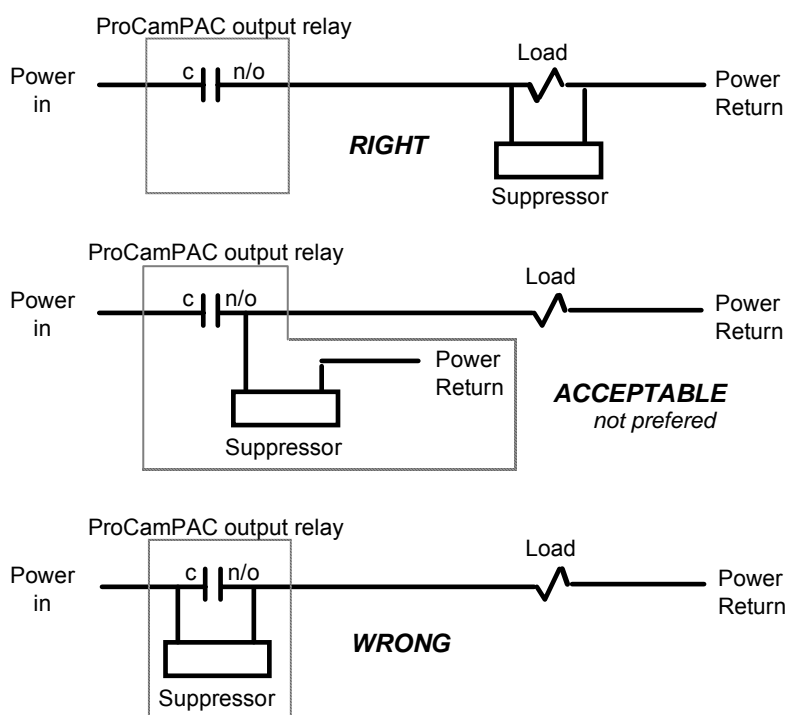 ProCamPAC output relay
Power
in
c
n/o
Load
Power
Return
RIGHT
Suppressor
ProCamPAC output relay
Power
in
c
n/o
Load
Power
Return
Power
Return
ACCEPTABLE
not prefered
Suppressor
ProCamPAC output relay
Power
in
c
n/o
Load
Power
Return
WRONG
Suppressor